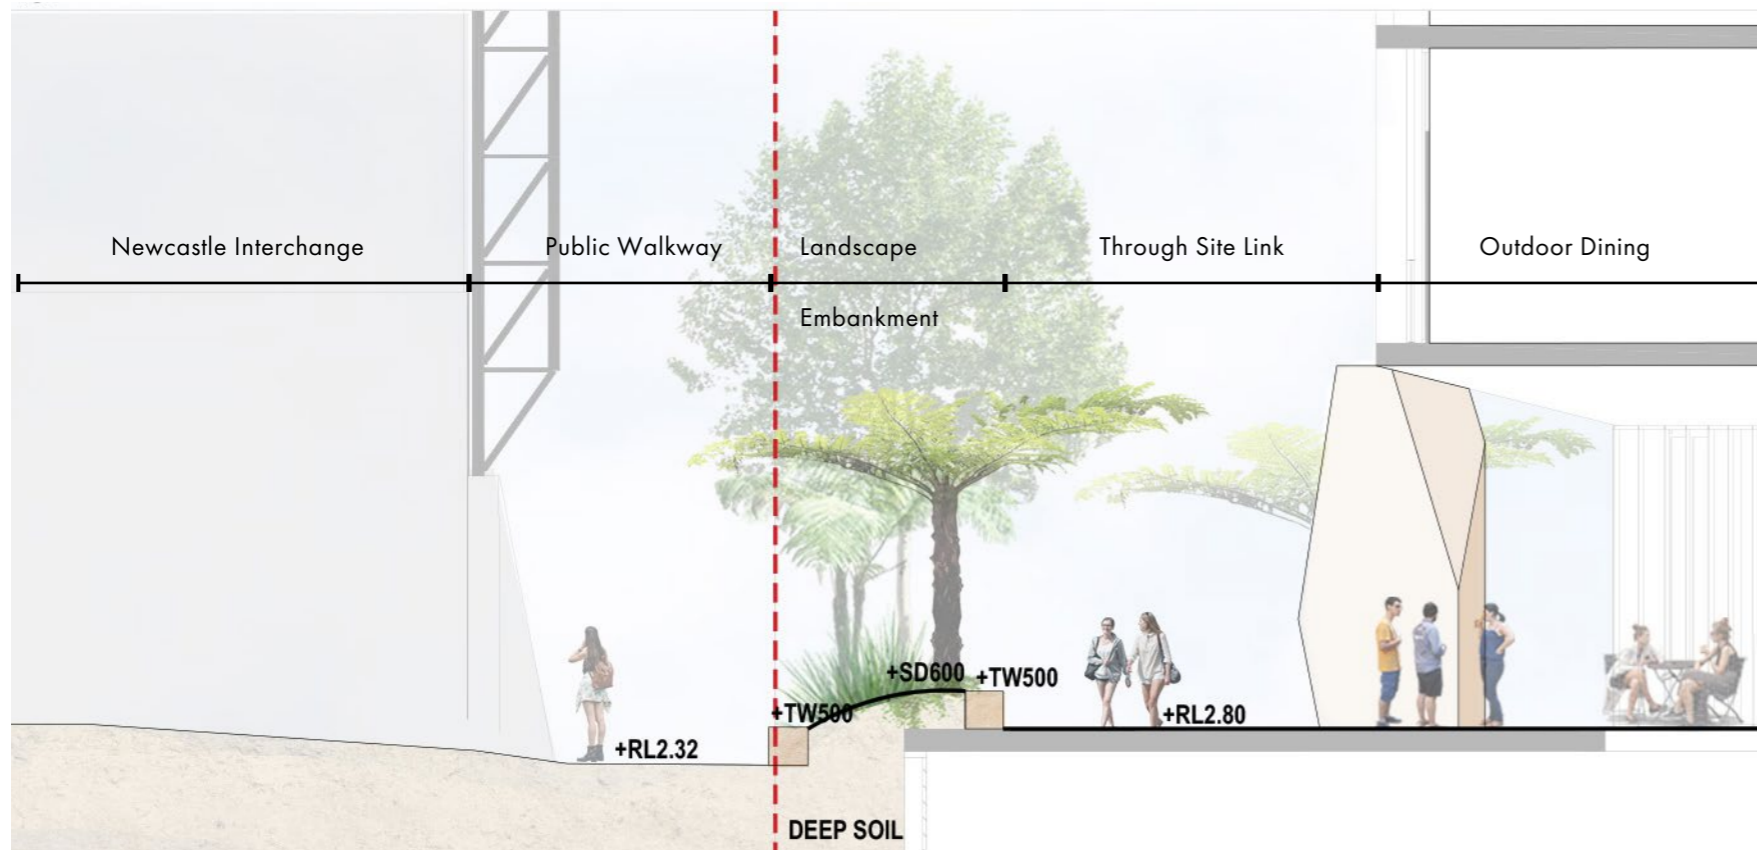 Newcastle Interchange
Public Walkway
Landscape
Embankment
Through Site Link
Outdoor Dining
+SD600
+TW500
+TW500
+RL2.80
+RL2.32
DEEP SOIL